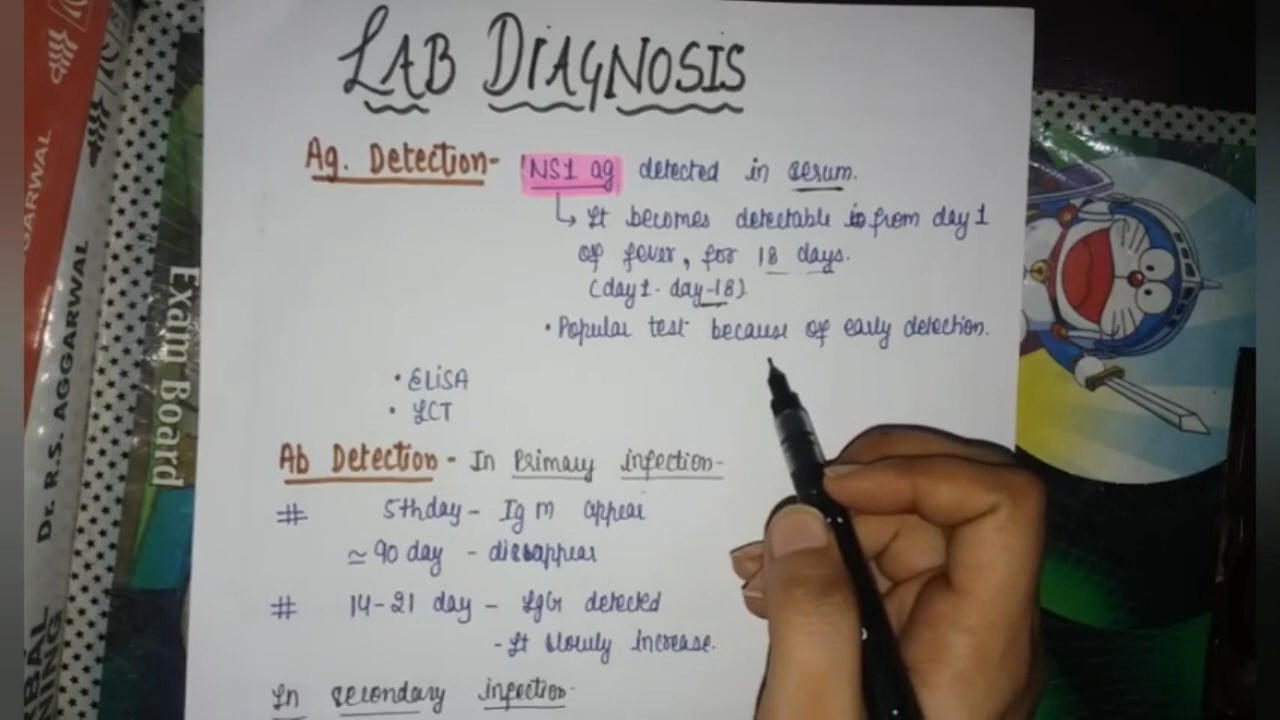 LAB DIAGNOSIS
Ag. Detection- NS1 ag detected in serum.
↳ It becomes detectable from day 1
of fever, for 18 days.
(day 1 - day-18)
• Popular test because of early detection.
• ELISA
• ICT
Ab Detection - In Primary infection-
# 5th day - Ig m appear
≃ 90 day - disappear
# 14-21 day - IgG detected
- It slowly increase.
In secondary infection-
GARWAL
Dr. R.S. AGGARWAL
Exam Board